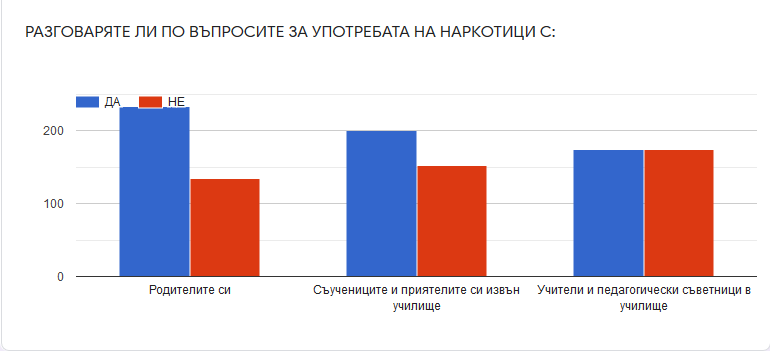 РАЗГОВАРЯТЕ ЛИ ПО ВЪПРОСИТЕ ЗА УПОТРЕБАТА НА НАРКОТИЦИ С:
ДА НЕ
200
100
0
Родителите си
Съучениците и приятелите си извън
училище
Учители и педагогически съветници в
училище